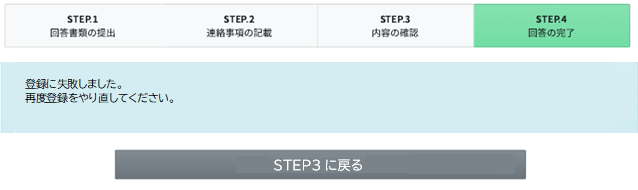 STEP.1
回答書類の提出
STEP.2
連絡事項の記載
STEP.3
内容の確認
STEP.4
回答の完了
登録に失敗しました。
再度登録をやり直してください。
STEP3 に戻る